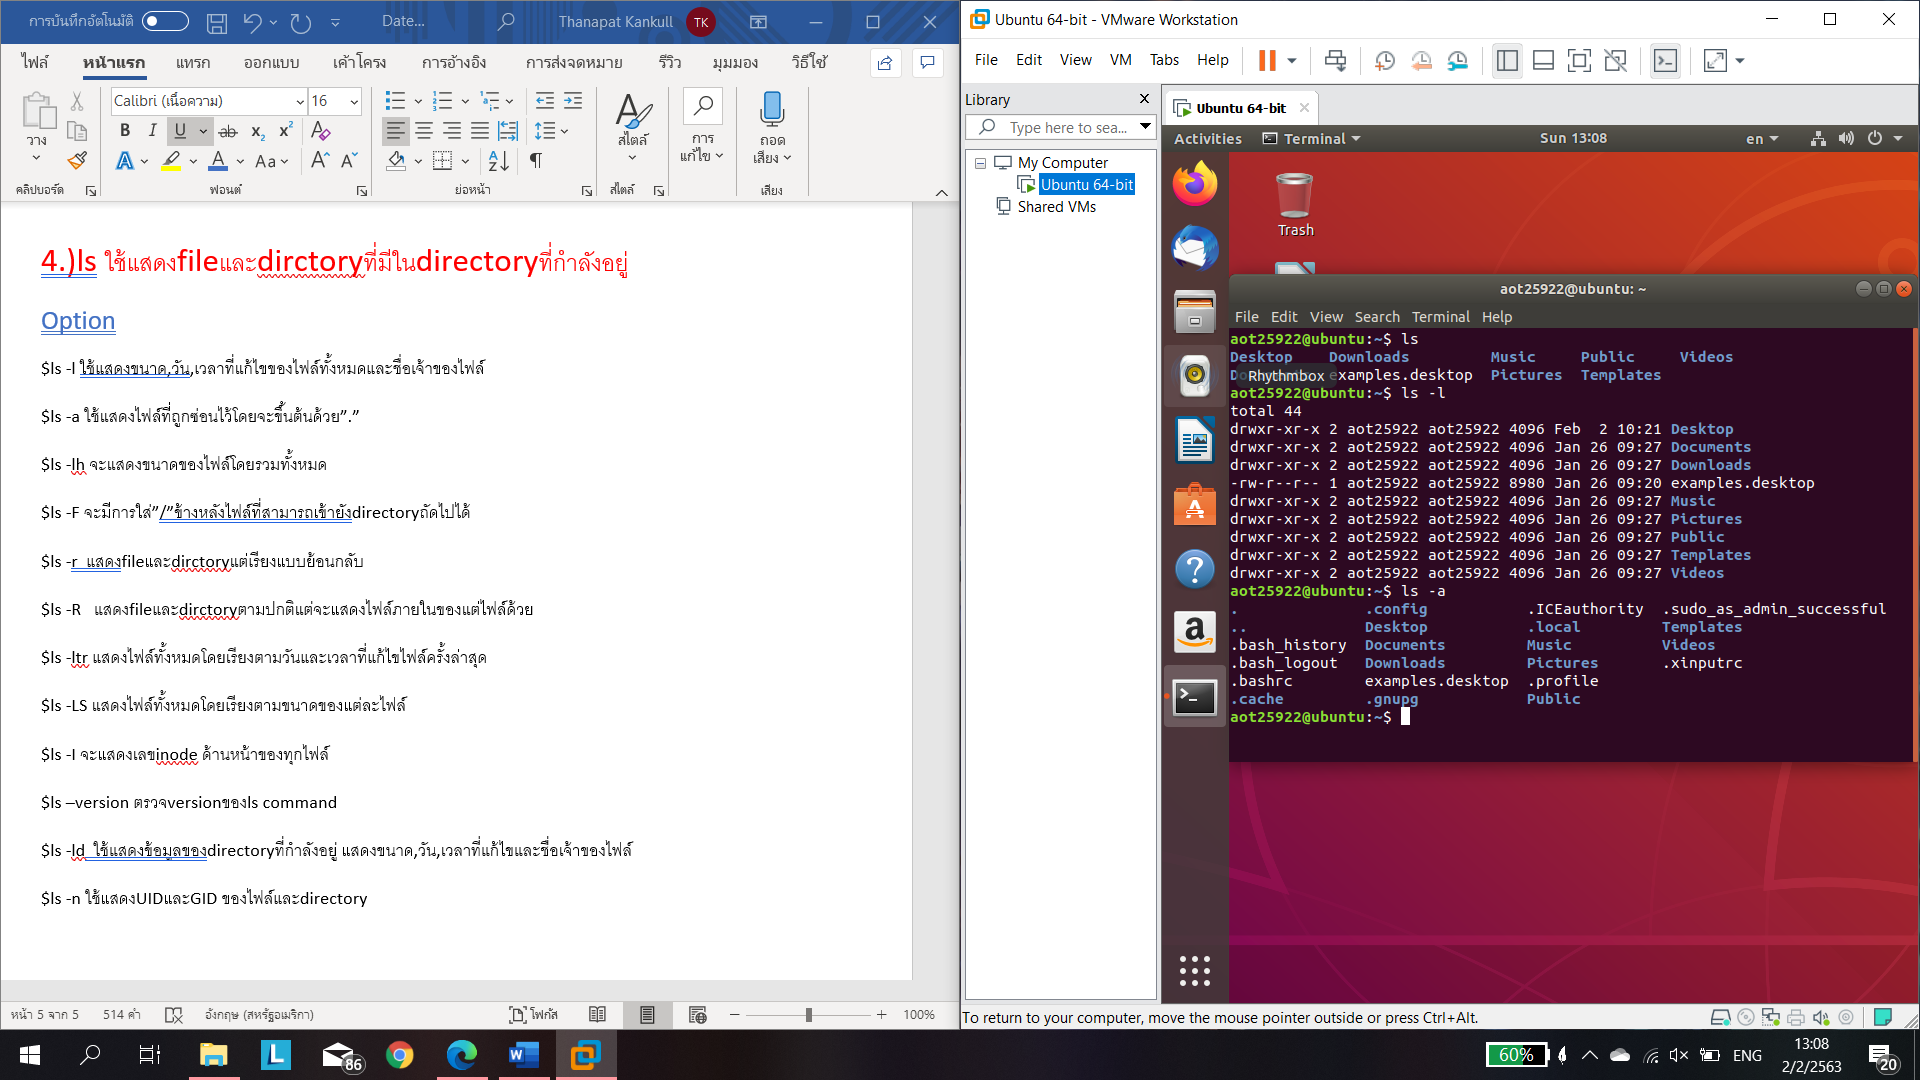 การบันทึกอัตโนมัติ
Date...
Thanapat Kankull
TK
ไฟล์ หน้าแรก แทรก ออกแบบ เค้าโครง การอ้างอิง การส่งจดหมาย รีวิว มุมมอง วิธีใช้
วาง
Calibri (เนื้อความ) 16
สไตล์
การแก้ไข
ถอดเสียง
คลิปบอร์ด ฟอนต์ ย่อหน้า สไตล์ เสียง
4.)ls ใช้แสดงfileและdirctoryที่มีในdirectoryที่กำลังอยู่
Option
$ls -l ใช้แสดงขนาด,วัน,เวลาที่แก้ไขของไฟล์ทั้งหมดและชื่อเจ้าของไฟล์
$ls -a ใช้แสดงไฟล์ที่ถูกซ่อนไว้โดยจะขึ้นต้นด้วย”.”
$ls -lh จะแสดงขนาดของไฟล์โดยรวมทั้งหมด
$ls -F จะมีการใส่”/”ข้างหลังไฟล์ที่สามารถเข้ายังdirectoryถัดไปได้
$ls -r  แสดงfileและdirctoryแต่เรียงแบบย้อนกลับ
$ls -R   แสดงfileและdirctoryตามปกติแต่จะแสดงไฟล์ภายในของแต่ไฟล์ด้วย
$ls -ltr แสดงไฟล์ทั้งหมดโดยเรียงตามวันและเวลาที่แก้ไขไฟล์ครั้งล่าสุด
$ls -LS แสดงไฟล์ทั้งหมดโดยเรียงตามขนาดของแต่ละไฟล์
$ls -I จะแสดงเลขinode ด้านหน้าของทุกไฟล์
$ls –version ตรวจversionของls command
$ls -ld  ใช้แสดงข้อมูลของdirectoryที่กำลังอยู่ แสดงขนาด,วัน,เวลาที่แก้ไขและชื่อเจ้าของไฟล์
$ls -n ใช้แสดงUIDและGID ของไฟล์และdirectory
หน้า 5 จาก 5 514 คำ อังกฤษ (สหรัฐอเมริกา) โฟกัส 100%
Ubuntu 64-bit - VMware Workstation
File Edit View VM Tabs Help
Library
Type here to sea...
My Computer
Ubuntu 64-bit
Shared VMs
Ubuntu 64-bit
Activities Terminal Sun 13:08 en
Trash
aot25922@ubuntu: ~
File Edit View Search Terminal Help
aot25922@ubuntu:~$ ls
Desktop Downloads Music Public Videos
Rhythmbox examples.desktop Pictures Templates
aot25922@ubuntu:~$ ls -l
total 44
drwxr-xr-x 2 aot25922 aot25922 4096 Feb  2 10:21 Desktop
drwxr-xr-x 2 aot25922 aot25922 4096 Jan 26 09:27 Documents
drwxr-xr-x 2 aot25922 aot25922 4096 Jan 26 09:27 Downloads
-rw-r--r-- 1 aot25922 aot25922 8980 Jan 26 09:20 examples.desktop
drwxr-xr-x 2 aot25922 aot25922 4096 Jan 26 09:27 Music
drwxr-xr-x 2 aot25922 aot25922 4096 Jan 26 09:27 Pictures
drwxr-xr-x 2 aot25922 aot25922 4096 Jan 26 09:27 Public
drwxr-xr-x 2 aot25922 aot25922 4096 Jan 26 09:27 Templates
drwxr-xr-x 2 aot25922 aot25922 4096 Jan 26 09:27 Videos
aot25922@ubuntu:~$ ls -a
. .config .ICEauthority .sudo_as_admin_successful
.. Desktop .local Templates
.bash_history Documents Music Videos
.bash_logout Downloads Pictures .xinputrc
.bashrc examples.desktop .profile
.cache .gnupg Public
aot25922@ubuntu:~$
To return to your computer, move the mouse pointer outside or press Ctrl+Alt.
86
60%
ENG
13:08
2/2/2563
20